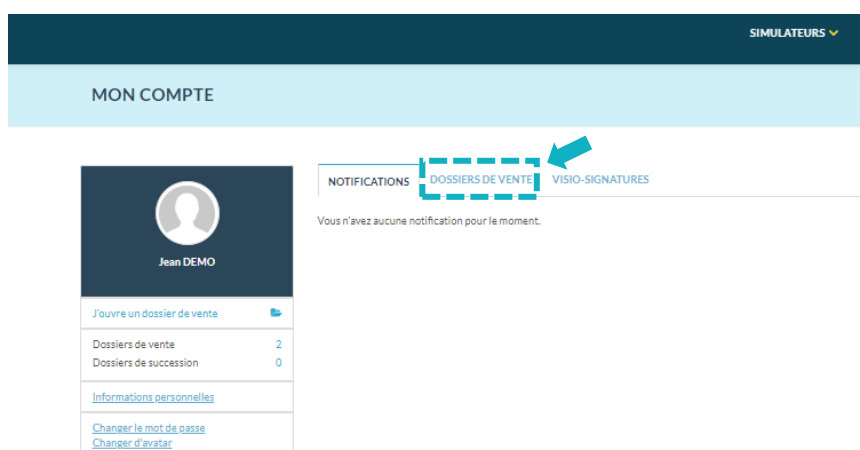 SIMULATEURS
MON COMPTE
NOTIFICATIONS DOSSIERS DE VENTE VISIO-SIGNATURES
Vous n'avez aucune notification pour le moment.
Jean DEMO
J'ouvre un dossier de vente
Dossiers de vente 2
Dossiers de succession 0
Informations personnelles
Changer le mot de passe
Changer d'avatar